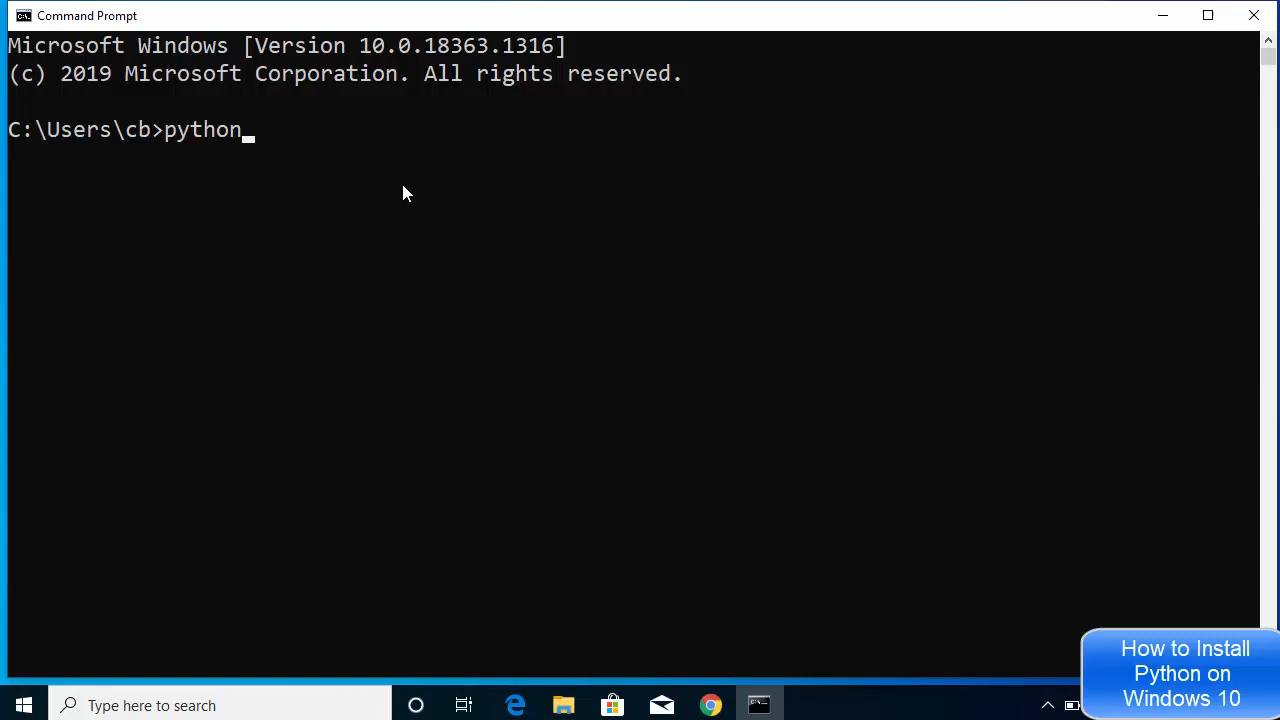 Command Prompt
Microsoft Windows [Version 10.0.18363.1316]
(c) 2019 Microsoft Corporation. All rights reserved.
C:\Users\cb>python_
How to Install
Python on
Windows 10
Type here to search